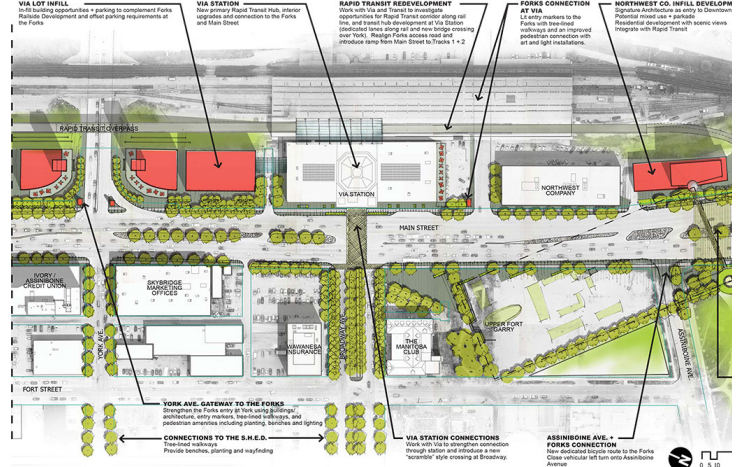 VIA LOT INFILL
In-fill building opportunities + parking to complement Forks
Railside Development and offset parking requirements at
the Forks
VIA STATION
New primary Rapid Transit Hub, interior
upgrades and connection to the Forks
and Main Street
RAPID TRANSIT REDEVELOPMENT
Work with Via and Transit to investigate
opportunities for Rapid Transit corridor along rail
line, and transit hub development at Via Station
(dedicated lanes along rail and new bridge crossing
over York). Realign Forks access road and
introduce ramp from Main Street to Tracks 1 + 2
FORKS CONNECTION
AT VIA
Lit entry markers to the
Forks with tree-lined
walkways and an improved
pedestrian connection with
art and light installations.
NORTHWEST CO. INFILL DEVELOPM
Signature Architecture as entry to Downtown
Potential mixed use + parkade
Residential development with scenic views
Integrate with Rapid Transit
RAPID TRANSIT OVERPASS
VIA STATION
NORTHWEST
COMPANY
MAIN STREET
IVORY /
ASSINIBOINE
CREDIT UNION
SKYBRIDGE
MARKETING
OFFICES
YORK AVE.
WAWANESA
INSURANCE
BROADWAY AVE.
THE
MANITOBA
CLUB
UPPER FORT
GARRY
ASSINIBOINE AVE.
FORT STREET
YORK AVE. GATEWAY TO THE FORKS
Strengthen the Forks entry at York using buildings/
architecture, entry markers, tree-lined walkways, and
pedestrian amenities including planting, benches and lighting
CONNECTIONS TO THE S.H.E.D.
Tree-lined walkways
Provide benches, planting and wayfinding
VIA STATION CONNECTIONS
Work with Via to strengthen connection
through station and introduce a new
"scramble" style crossing at Broadway.
ASSINIBOINE AVE. +
FORKS CONNECTION
New dedicated bicycle route to the Forks
Close vehicular left turn onto Assiniboine
Avenue
0 5 10